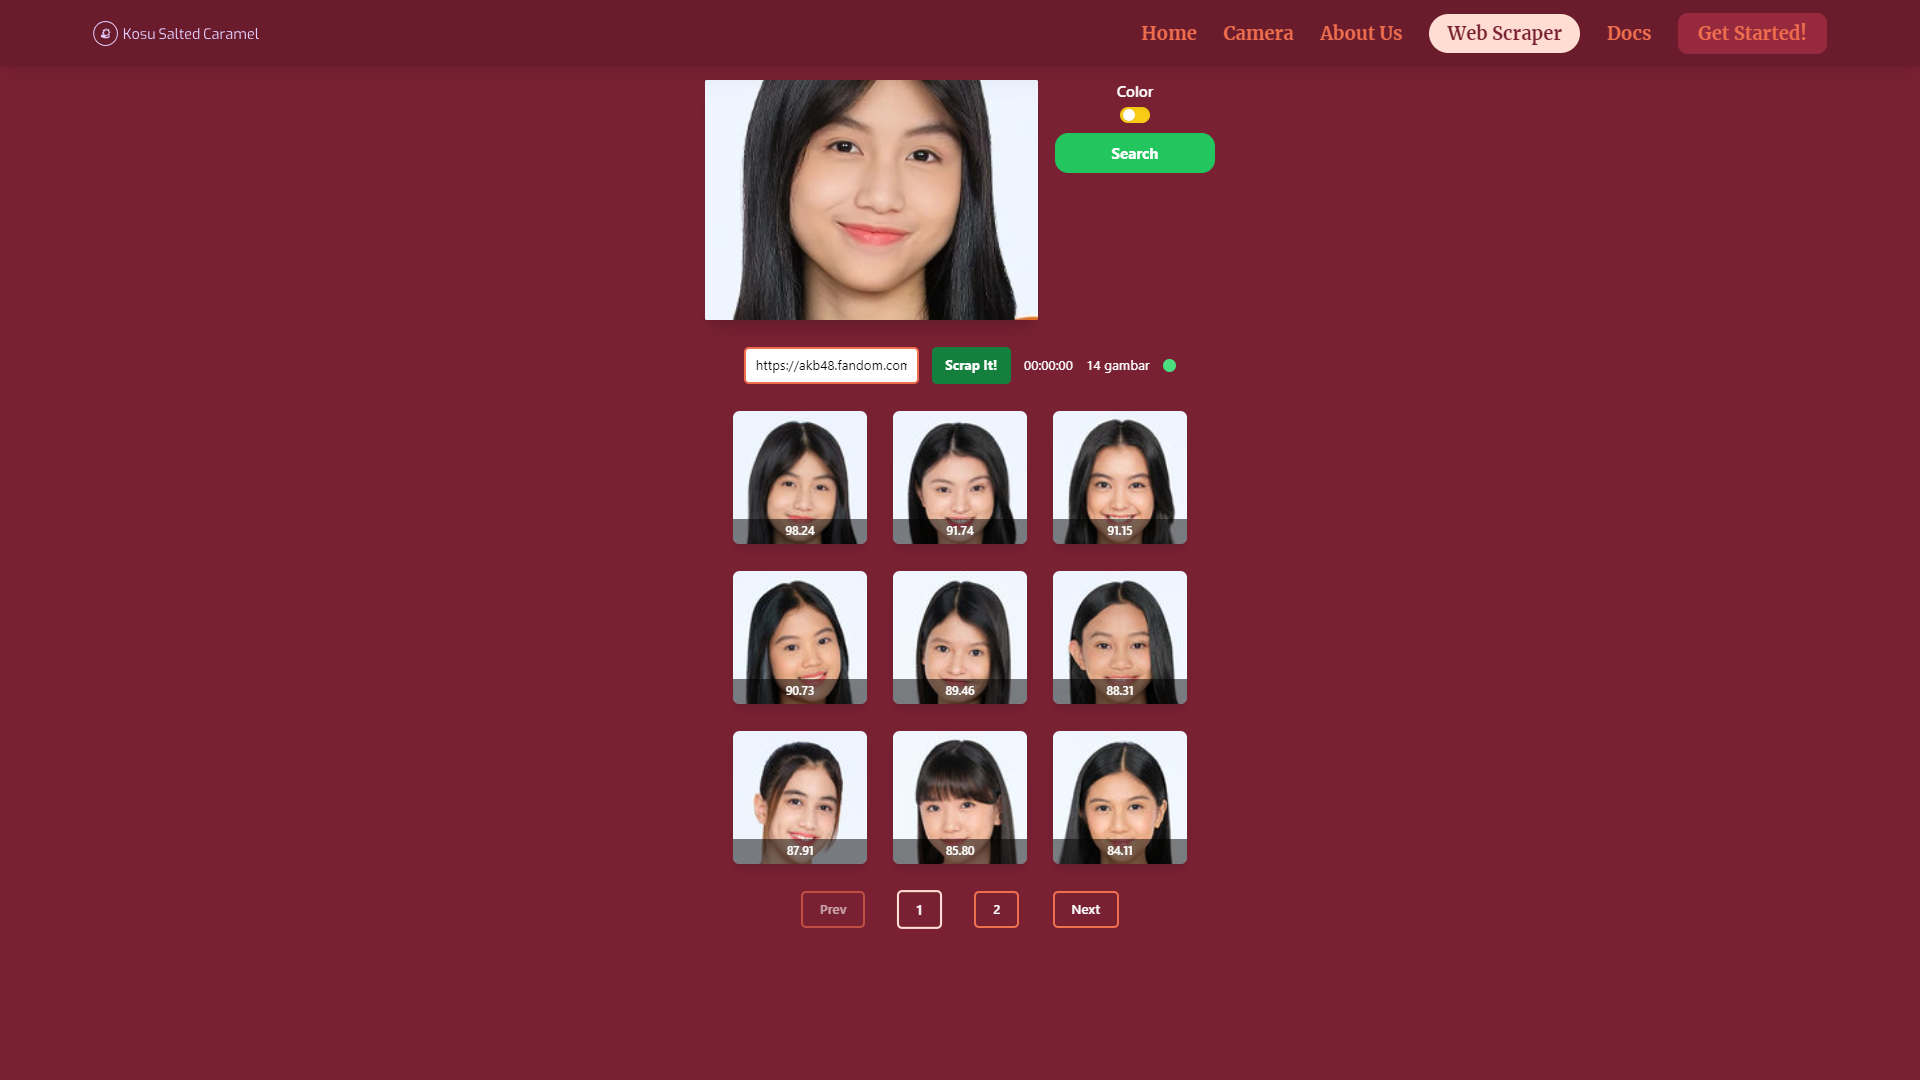 Kosu Salted Caramel
Home Camera About Us Web Scraper Docs Get Started!
Color
Search
https://akb48.fandom.com Scrap It! 00:00:00 14 gambar
98.24 91.74 91.15
90.73 89.46 88.31
87.91 85.80 84.11
Prev 1 2 Next